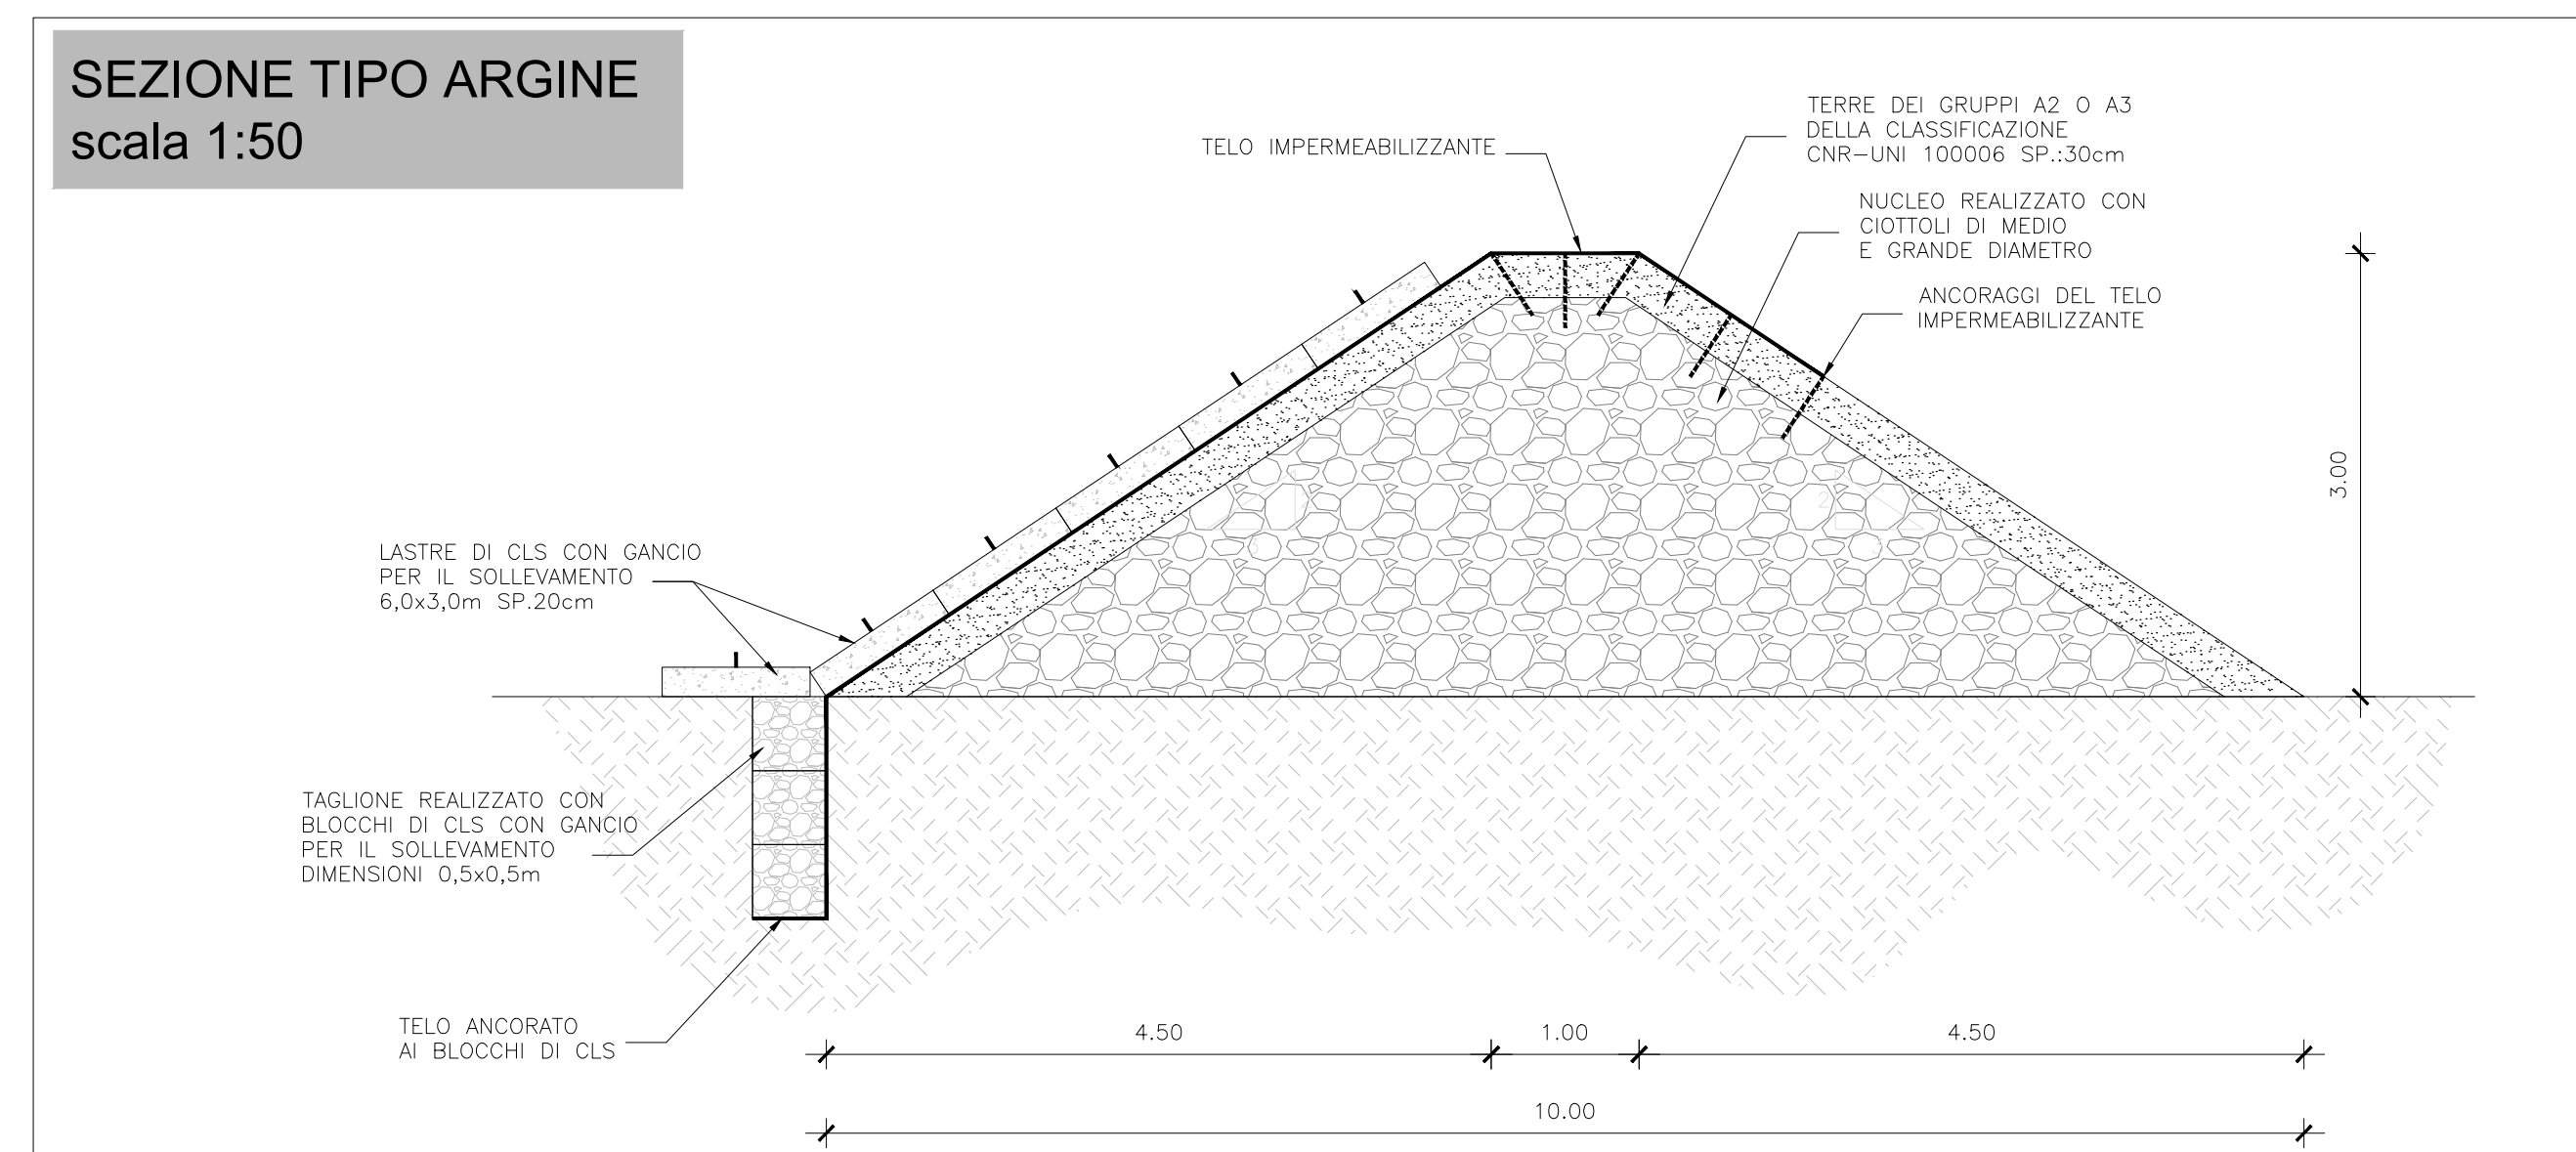 SEZIONE TIPO ARGINE
scala 1:50
TELO IMPERMEABILIZZANTE
TERRE DEI GRUPPI A2 O A3
DELLA CLASSIFICAZIONE
CNR-UNI 100006 SP.:30cm
NUCLEO REALIZZATO CON
CIOTTOLI DI MEDIO
E GRANDE DIAMETRO
ANCORAGGI DEL TELO
IMPERMEABILIZZANTE
3.00
2
3
2
3
LASTRE DI CLS CON GANCIO
PER IL SOLLEVAMENTO
6,0x3,0m SP.20cm
TAGLIONE REALIZZATO CON
BLOCCHI DI CLS CON GANCIO
PER IL SOLLEVAMENTO
DIMENSIONI 0,5x0,5m
TELO ANCORATO
AI BLOCCHI DI CLS
4.50
1.00
4.50
10.00